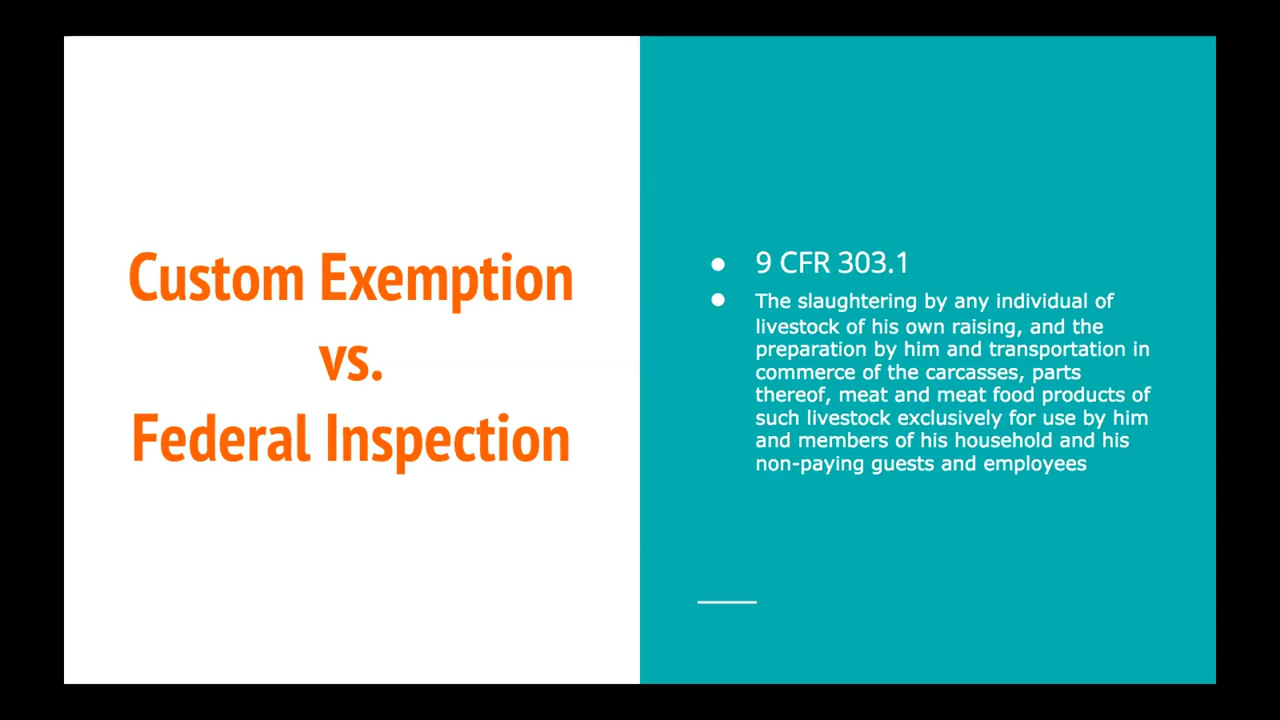 Custom Exemption
vs.
Federal Inspection
● 9 CFR 303.1
● The slaughtering by any individual of
livestock of his own raising, and the
preparation by him and transportation in
commerce of the carcasses, parts
thereof, meat and meat food products of
such livestock exclusively for use by him
and members of his household and his
non-paying guests and employees